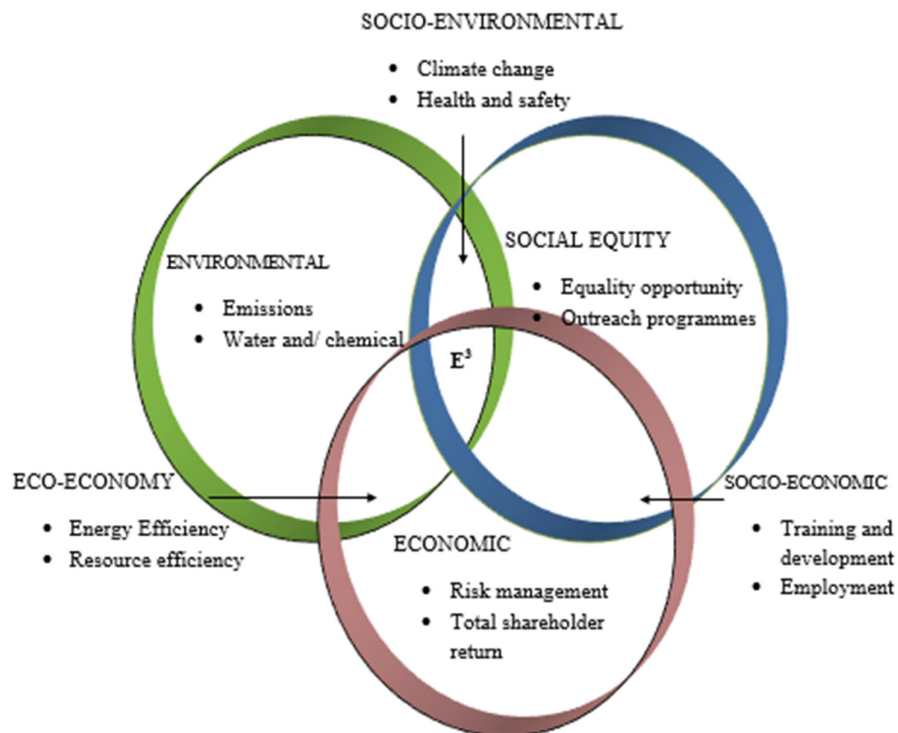 SOCIO-ENVIRONMENTAL
• Climate change
• Health and safety
SOCIAL EQUITY
• Equality opportunity
• Outreach programmes
ENVIRONMENTAL
• Emissions
• Water and/ chemical
E³
ECO-ECONOMY
• Energy Efficiency
• Resource efficiency
SOCIO-ECONOMIC
• Training and
development
• Employment
ECONOMIC
• Risk management
• Total shareholder
return